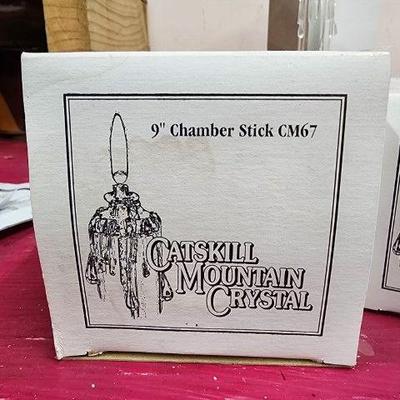 9" Chamber Stick CM67
CATSKILL
MOUNTAIN
CRYSTAL